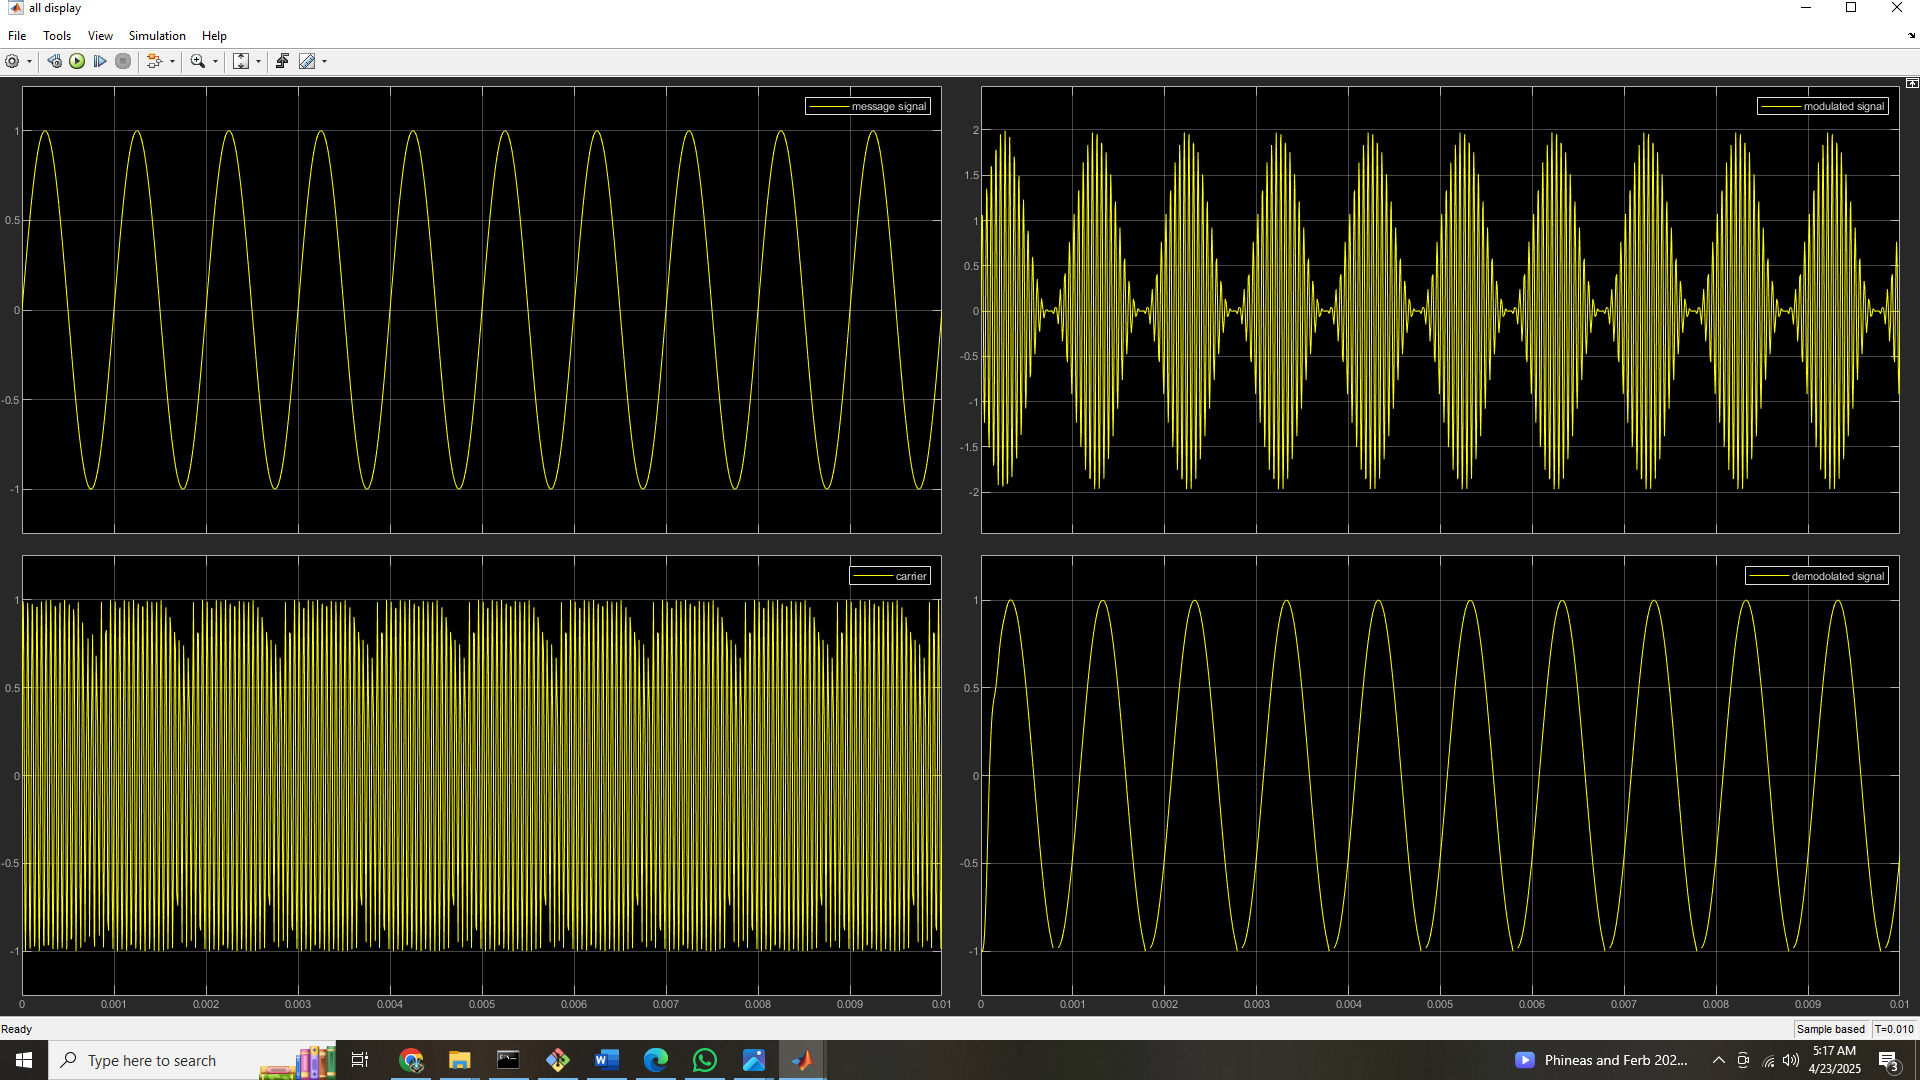 all display
File Tools View Simulation Help
message signal
1
0.5
0
-0.5
-1
modulated signal
2
1.5
1
0.5
0
-0.5
-1
-1.5
-2
carrier
1
0.5
0
-0.5
-1
0 0.001 0.002 0.003 0.004 0.005 0.006 0.007 0.008 0.009 0.01
demodolated signal
1
0.5
0
-0.5
-1
0 0.001 0.002 0.003 0.004 0.005 0.006 0.007 0.008 0.009 0.01
Ready
Sample based T=0.010
Type here to search
Phineas and Ferb 202...
5:17 AM
4/23/2025
3